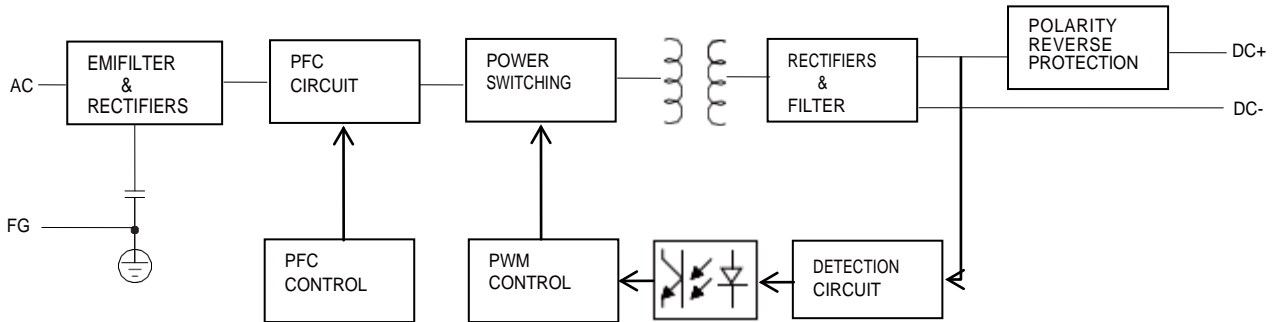 AC
EMIFILTER
&
RECTIFIERS
PFC
CIRCUIT
POWER
SWITCHING
RECTIFIERS
&
FILTER
POLARITY
REVERSE
PROTECTION
DC+
DC-
FG
PFC
CONTROL
PWM
CONTROL
DETECTION
CIRCUIT